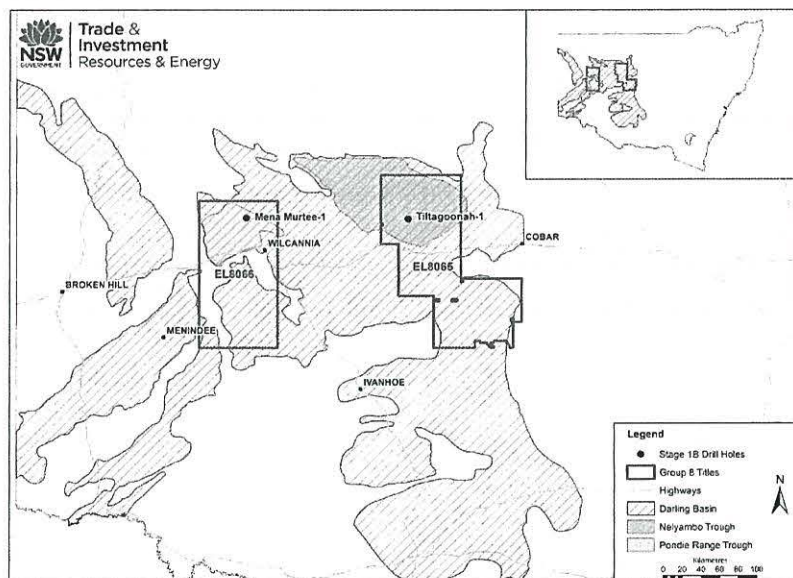 NSW
GOVERNMENT
Trade &
Investment
Resources & Energy
Mena Murtee-1
Tiltagoonah-1
WILCANNIA
COBAR
EL8066
EL8065
BROKEN HILL
MENINDEE
IVANHOE
Legend
Stage 1B Drill Holes
Group 8 Titles
Highways
Darling Basin
Nelyambo Trough
Pondie Range Trough
N
Kilometres
0 20 40 60 80 100